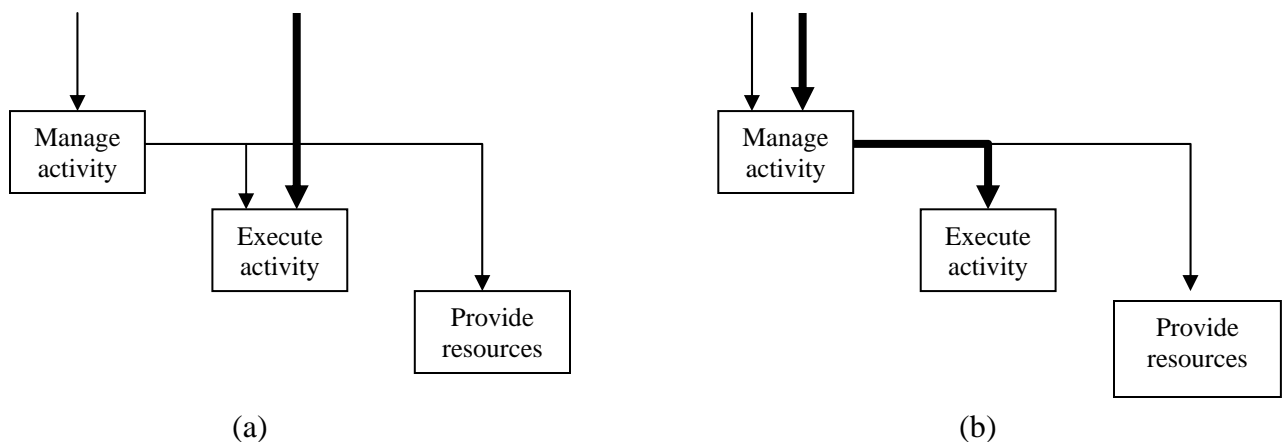 Manage
activity
Execute
activity
Provide
resources
(a)
Manage
activity
Execute
activity
Provide
resources
(b)